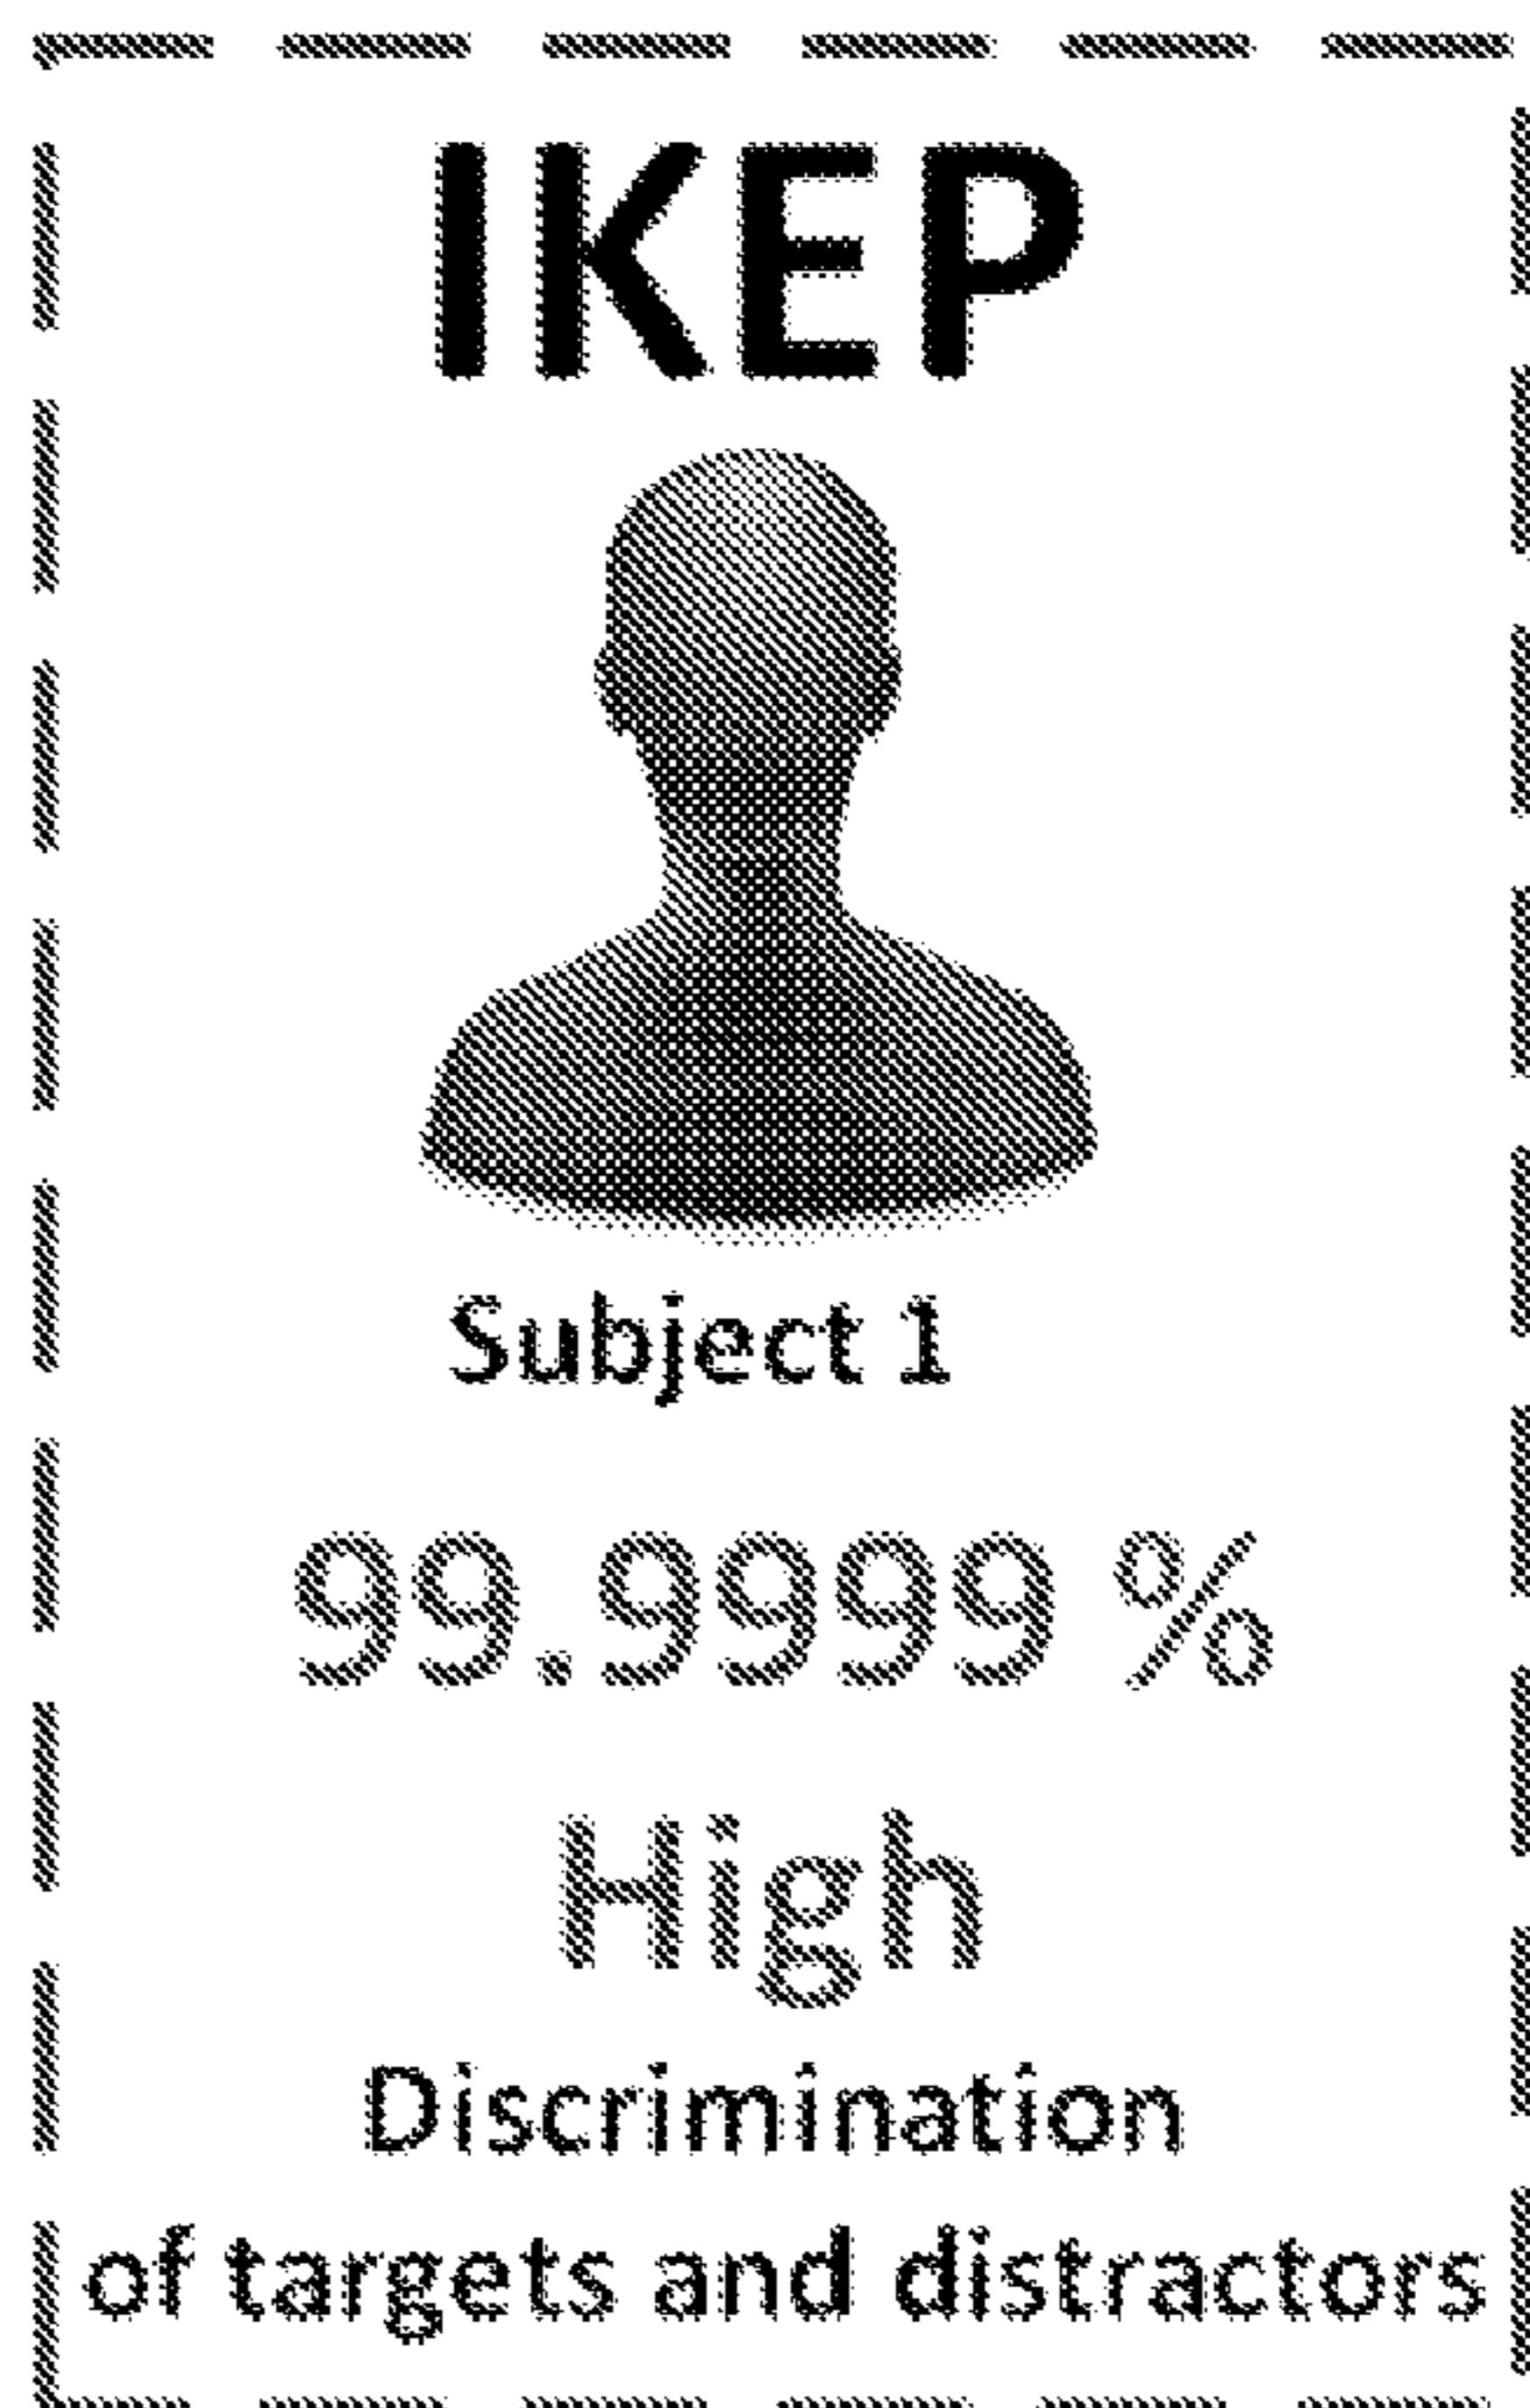 IKEP
Subject 1
99.9999 %
High
Discrimination
of targets and distractors